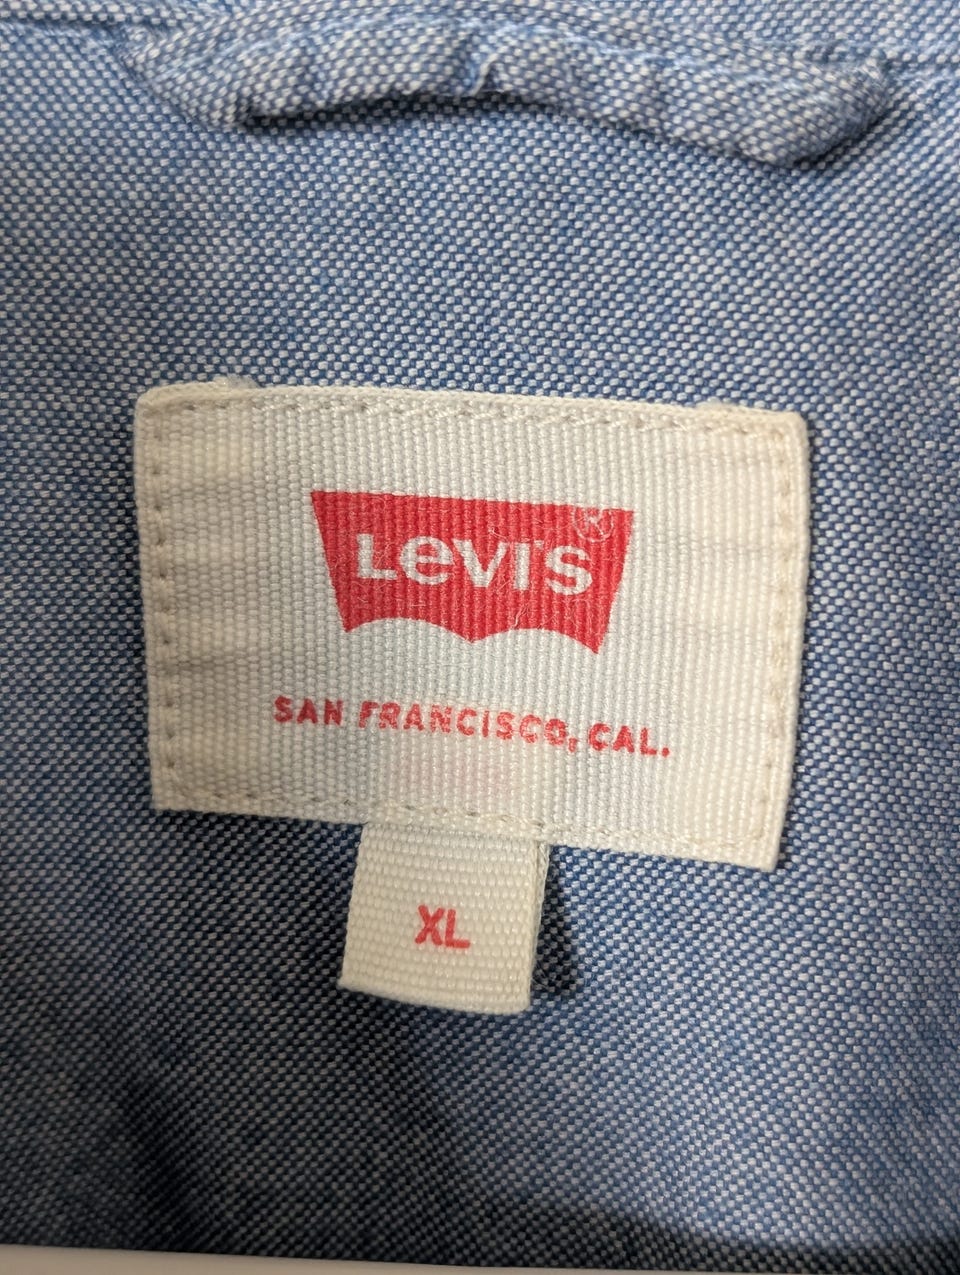 Levi's®
SAN FRANCISCO, CAL.
XL